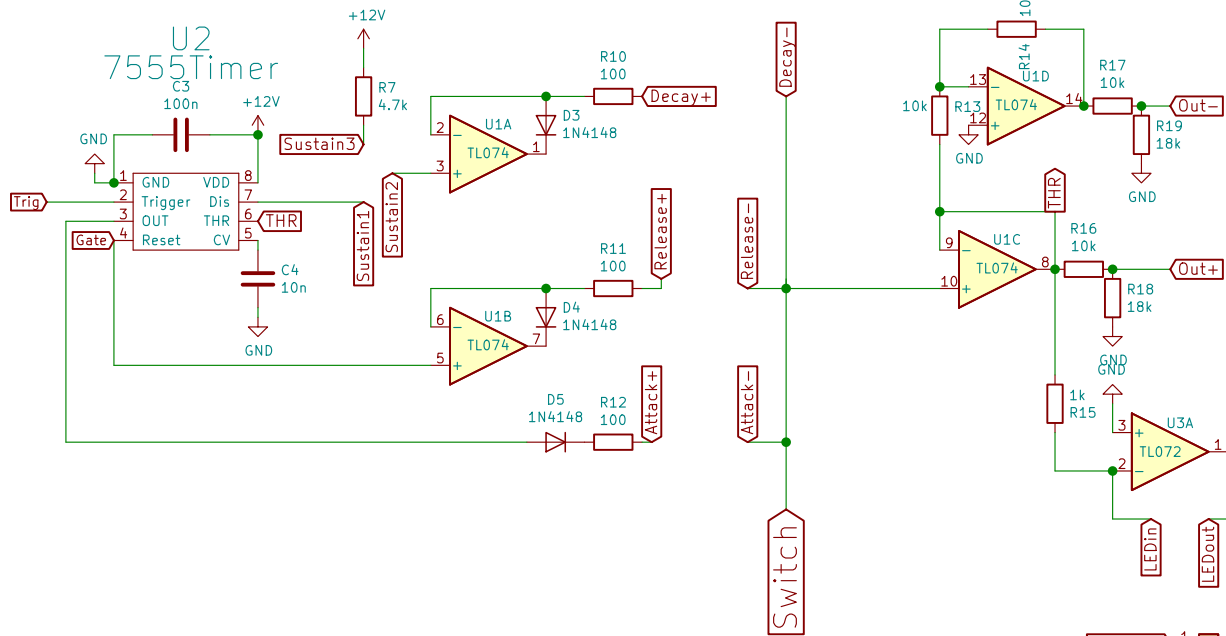 U2
7555Timer
C3
100n
+12V
GND
1
GND
VDD
8
Trig
2
Trigger
Dis
7
3
OUT
THR
6
THR
Gate
4
Reset
CV
5
C4
10n
GND
+12V
R7
4.7k
Sustain3
Sustain1
Sustain2
2
3
U1A
TL074
1
D3
1N4148
R10
100
Decay+
6
5
U1B
TL074
7
D4
1N4148
R11
100
Release+
D5
1N4148
R12
100
Attack+
Decay-
Release-
Attack-
Switch
10
R14
13
12
U1D
TL074
14
10k
R13
GND
R17
10k
Out-
R19
18k
GND
THR
9
10
U1C
TL074
8
R16
10k
Out+
R18
18k
GND
GND
1k
R15
3
2
U3A
TL072
1
LEDin
LEDout
1